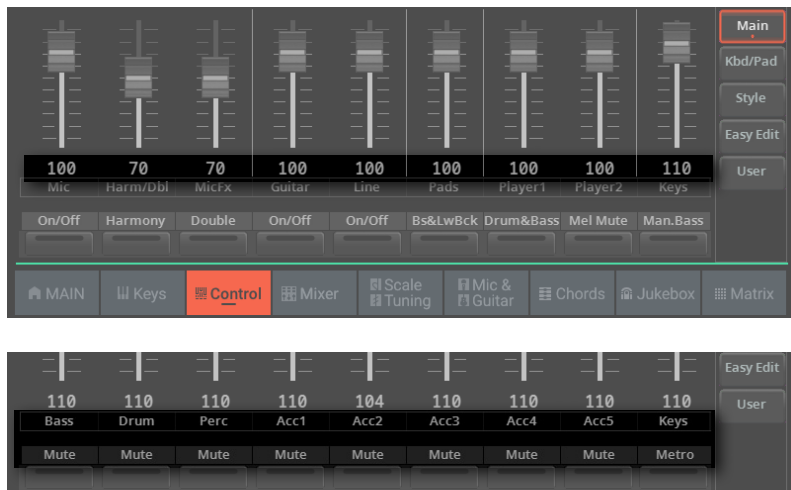 Main
Kbd/Pad
Style
Easy Edit
100 70 70 100 100 100 100 100 110 User
Mic Harm/Dbl MicFx Guitar Line Pads Player1 Player2 Keys
On/Off Harmony Double On/Off On/Off Bs&LwBck Drum&Bass Mel Mute Man.Bass
MAIN Keys Control Mixer Scale Tuning Mic & Guitar Chords Jukebox Matrix
Easy Edit
110 110 110 110 104 110 110 110 110 User
Bass Drum Perc Acc1 Acc2 Acc3 Acc4 Acc5 Keys
Mute Mute Mute Mute Mute Mute Mute Mute Metro